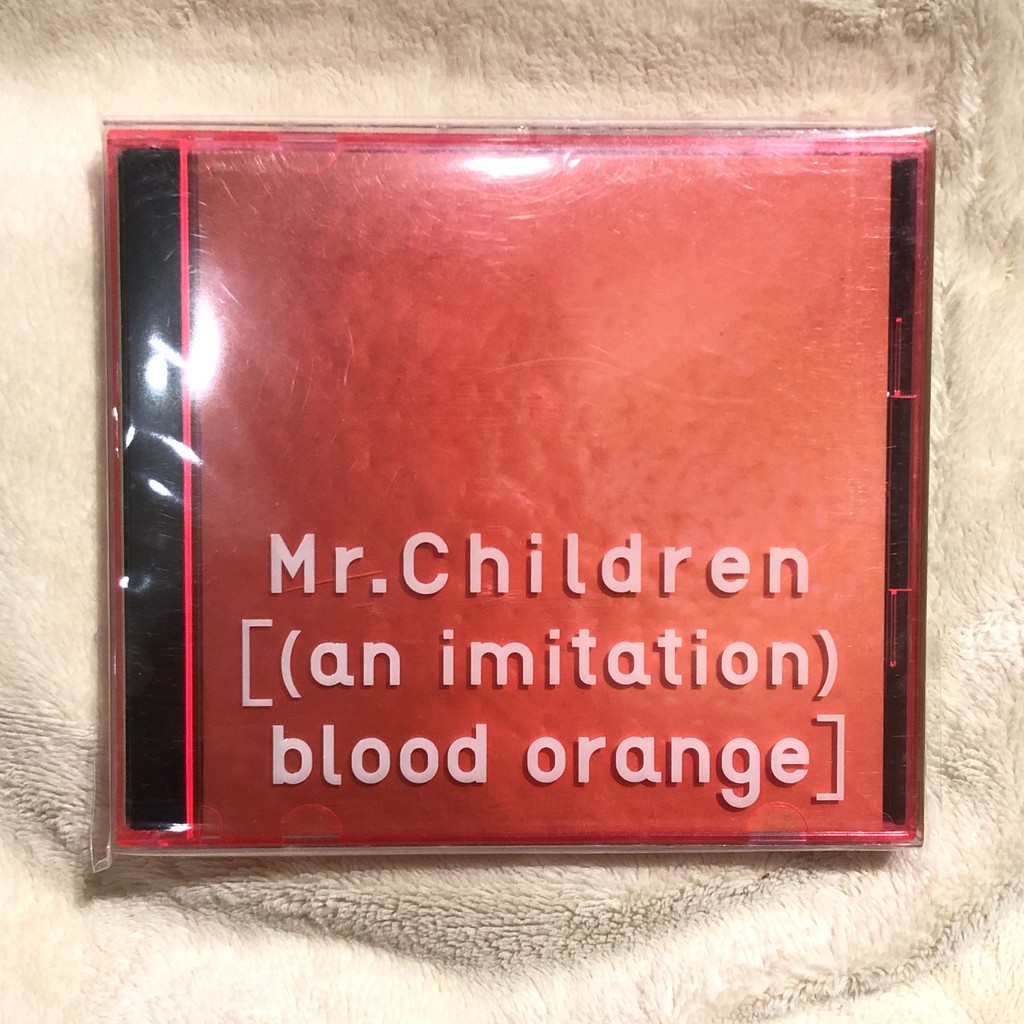 Mr.Children
[(an imitation)
blood orange]